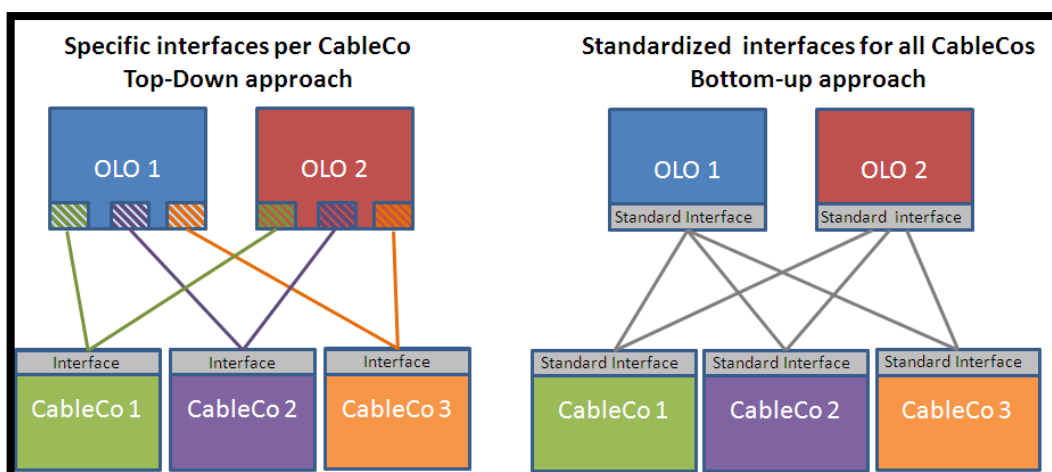 Specific interfaces per CableCo
Top-Down approach
OLO 1
OLO 2
Interface
Interface
Interface
CableCo 1
CableCo 2
CableCo 3
Standardized interfaces for all CableCos
Bottom-up approach
OLO 1
OLO 2
Standard Interface
Standard interface
Standard Interface
Standard Interface
Standard Interface
CableCo 1
CableCo 2
CableCo 3